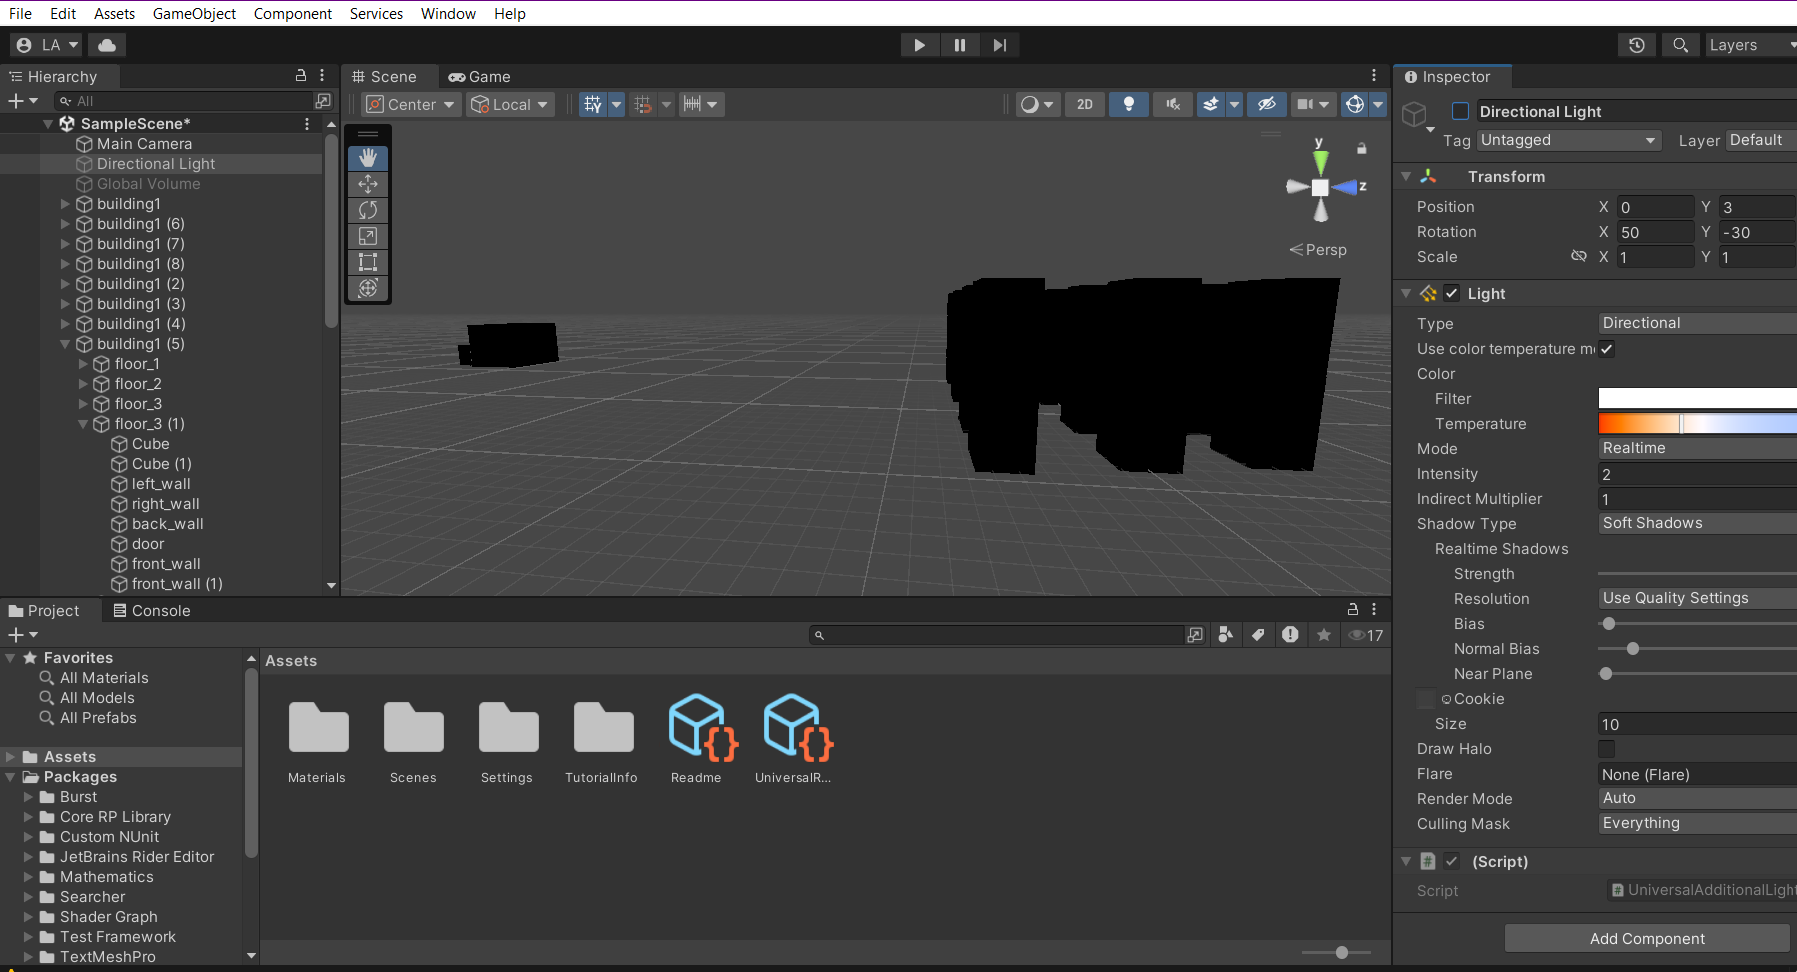 File Edit Assets GameObject Component Services Window Help
LA
Layers
Hierarchy
All
SampleScene*
Main Camera
Directional Light
Global Volume
building1
building1 (6)
building1 (7)
building1 (8)
building1 (2)
building1 (3)
building1 (4)
building1 (5)
floor_1
floor_2
floor_3
floor_3 (1)
Cube
Cube (1)
left_wall
right_wall
back_wall
door
front_wall
front_wall (1)
Scene Game
Center Local 2D
y
z
Persp
Inspector
Directional Light
Tag Untagged Layer Default
Transform
Position X 0 Y 3
Rotation X 50 Y -30
Scale X 1 Y 1
Light
Type Directional
Use color temperature m
Color
Filter
Temperature
Mode Realtime
Intensity 2
Indirect Multiplier 1
Shadow Type Soft Shadows
Realtime Shadows
Strength
Resolution Use Quality Settings
Bias
Normal Bias
Near Plane
Cookie
Size 10
Draw Halo
Flare None (Flare)
Render Mode Auto
Culling Mask Everything
# (Script)
Script # UniversalAdditionalLight
Add Component
Project Console
17
Favorites
All Materials
All Models
All Prefabs
Assets
Packages
Burst
Core RP Library
Custom NUnit
JetBrains Rider Editor
Mathematics
Searcher
Shader Graph
Test Framework
TextMeshPro
Assets
Materials Scenes Settings TutorialInfo Readme UniversalR...